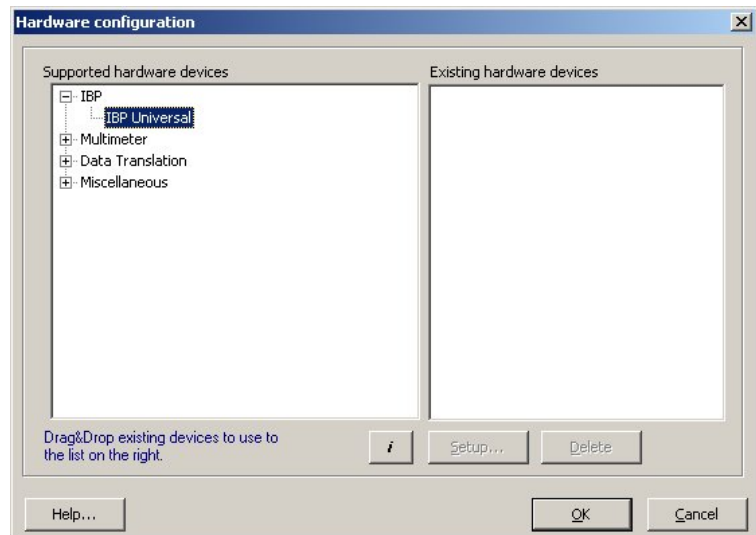 Hardware configuration
Supported hardware devices
Existing hardware devices
IBP
IBP Universal
Multimeter
Data Translation
Miscellaneous
Drag&Drop existing devices to use to
the list on the right.
i
Setup...
Delete
Help...
OK
Cancel